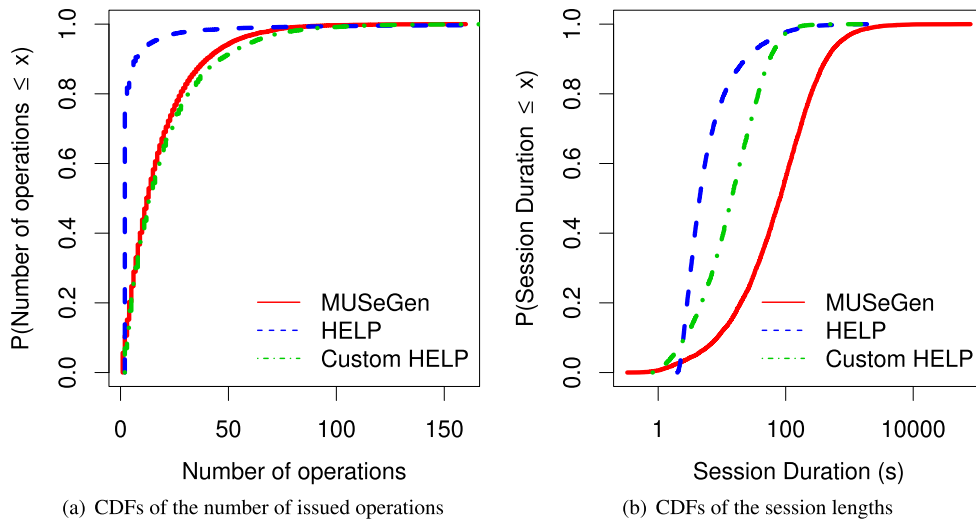 P(Number of operations ≤ x)
1.0
0.8
0.6
0.4
0.2
0.0
MUSeGen
HELP
Custom HELP
0 50 100 150
Number of operations
(a) CDFs of the number of issued operations
P(Session Duration ≤ x)
1.0
0.8
0.6
0.4
0.2
0.0
MUSeGen
HELP
Custom HELP
1 100 10000
Session Duration (s)
(b) CDFs of the session lengths